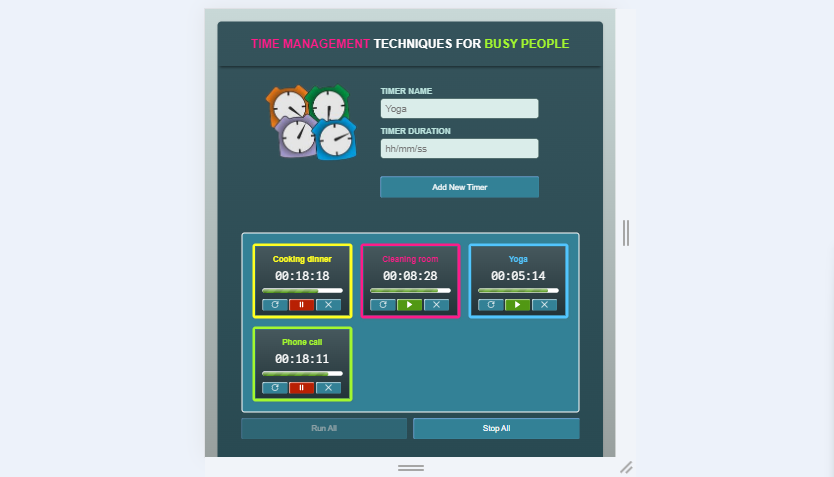 TIME MANAGEMENT TECHNIQUES FOR BUSY PEOPLE
TIMER NAME
Yoga
TIMER DURATION
hh/mm/ss
Add New Timer
Cooking dinner
00:18:18
Cleaning room
00:08:28
Yoga
00:05:14
Phone call
00:18:11
Run All
Stop All